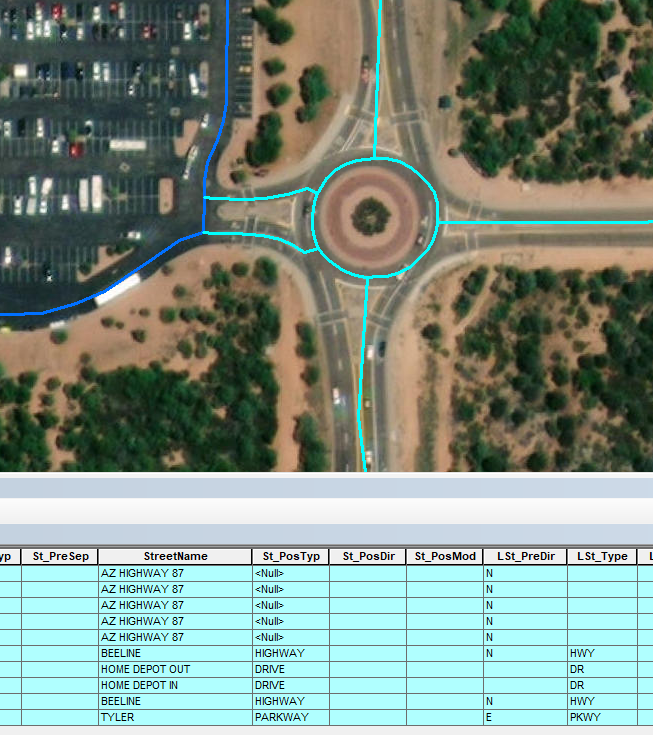 yp St_PreSep StreetName St_PosTyp St_PosDir St_PosMod LSt_PreDir LSt_Type L
AZ HIGHWAY 87 <Null> N
AZ HIGHWAY 87 <Null> N
AZ HIGHWAY 87 <Null> N
AZ HIGHWAY 87 <Null> N
AZ HIGHWAY 87 <Null> N
BEELINE HIGHWAY N HWY
HOME DEPOT OUT DRIVE DR
HOME DEPOT IN DRIVE DR
BEELINE HIGHWAY N HWY
TYLER PARKWAY E PKWY